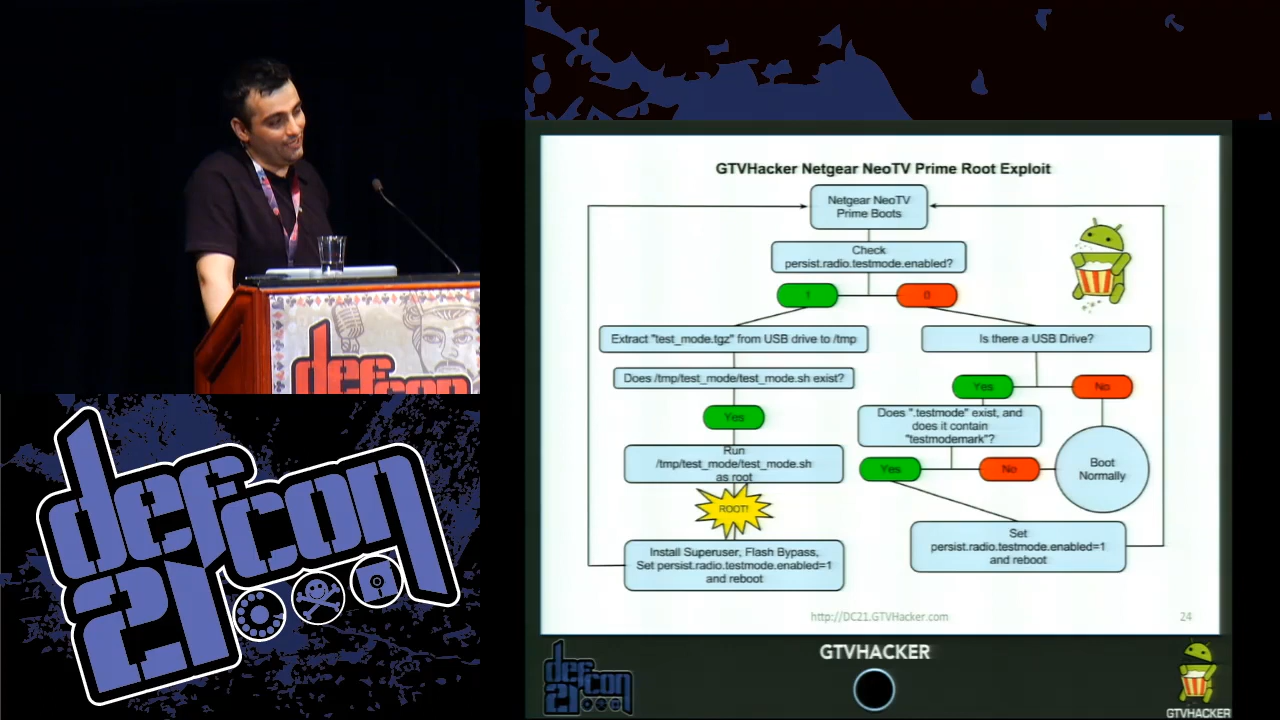 GTVHacker Netgear NeoTV Prime Root Exploit
Netgear NeoTV
Prime Boots
Check
persist.radio.testmode.enabled?
1
0
Extract "test_mode.tgz" from USB drive to /tmp
Is there a USB Drive?
Does /tmp/test_mode/test_mode.sh exist?
Yes
No
Yes
Does ".testmode" exist, and
does it contain
"testmodemark"?
Run
/tmp/test_mode/test_mode.sh
as root
Yes
No
Boot
Normally
ROOT!
Install Superuser, Flash Bypass,
Set persist.radio.testmode.enabled=1
and reboot
Set
persist.radio.testmode.enabled=1
and reboot
http://DC21.GTVHacker.com
24
defcon
defcon
21
defcon
21
GTVHACKER
GTVHACKER